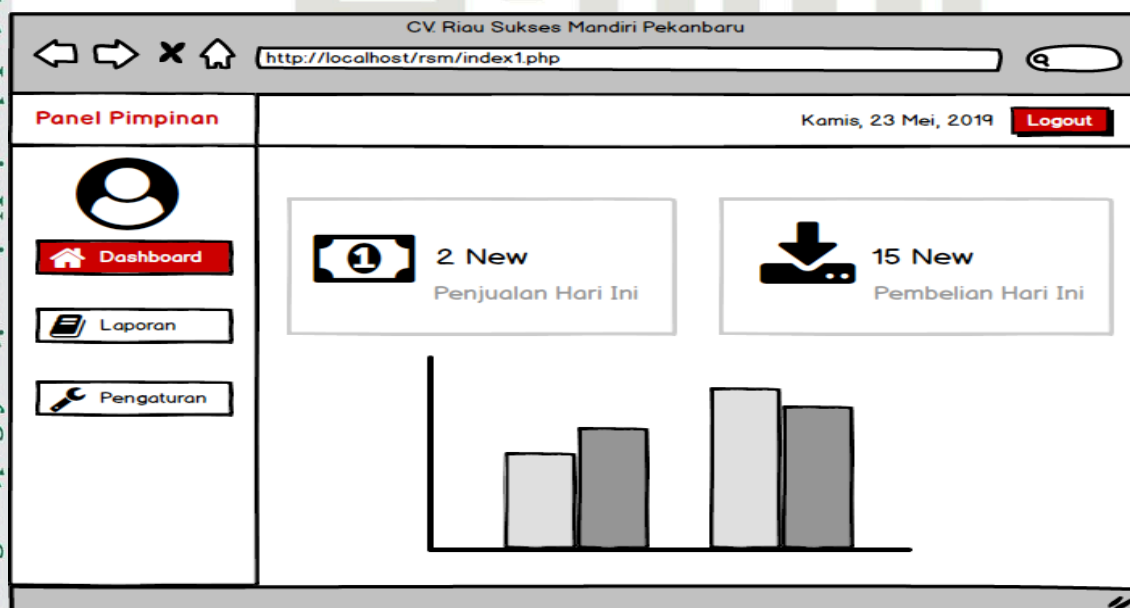 CV. Riau Sukses Mandiri Pekanbaru
http://localhost/rsm/index1.php
Panel Pimpinan
Kamis, 23 Mei, 2019
Logout
Dashboard
Laporan
Pengaturan
1
2 New
Penjualan Hari Ini
15 New
Pembelian Hari Ini